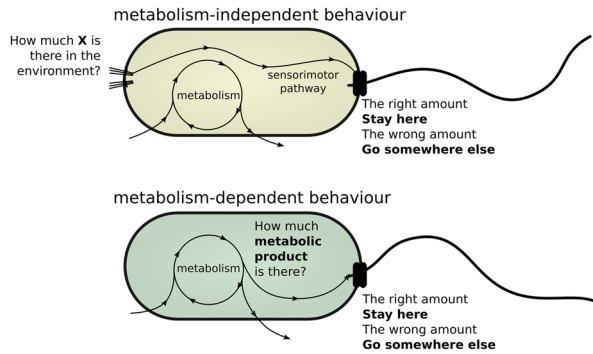 metabolism-independent behaviour
How much X is
there in the
environment?
metabolism
sensorimotor
pathway
The right amount
Stay here
The wrong amount
Go somewhere else
metabolism-dependent behaviour
How much
metabolic
product
is there?
metabolism
The right amount
Stay here
The wrong amount
Go somewhere else